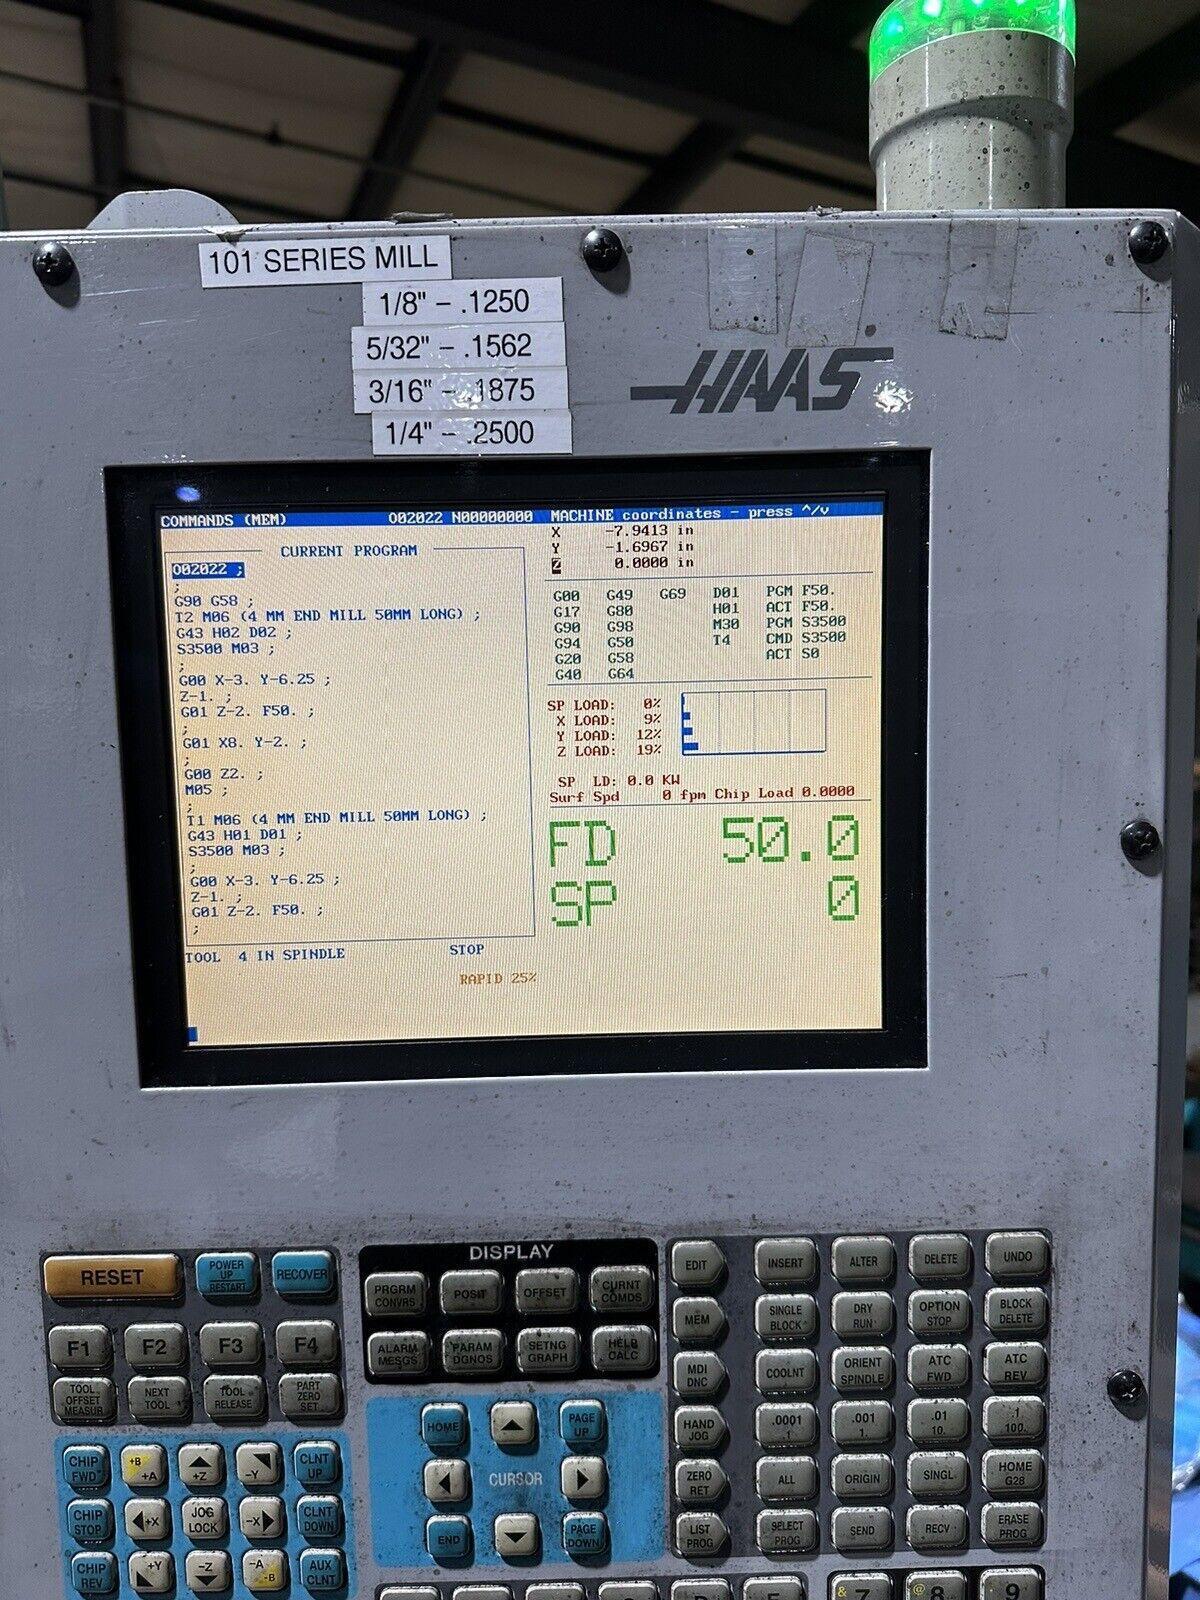 101 SERIES MILL
1/8" - .1250
5/32" - .1562
3/16" - .1875
1/4" - .2500
HAAS
COMMANDS (MEM) O02022 N00000000 MACHINE coordinates - press ^/v
CURRENT PROGRAM
O02022 ;
;
G90 G58 ;
T2 M06 (4 MM END MILL 50MM LONG) ;
G43 H02 D02 ;
S3500 M03 ;
;
G00 X-3. Y-6.25 ;
Z-1. ;
G01 Z-2. F50. ;
;
G01 X8. Y-2. ;
;
G00 Z2. ;
M05 ;
;
T1 M06 (4 MM END MILL 50MM LONG) ;
G43 H01 D01 ;
S3500 M03 ;
;
G00 X-3. Y-6.25 ;
Z-1. ;
G01 Z-2. F50. ;
;
TOOL 4 IN SPINDLE STOP
RAPID 25%
X -7.9413 in
Y -1.6967 in
Z 0.0000 in
G00 G49 G69 D01 PGM F50.
G17 G80 H01 ACT F50.
G90 G98 M30 PGM S3500
G94 G50 T4 CMD S3500
G20 G58 ACT S0
G40 G64
SP LOAD: 0%
X LOAD: 9%
Y LOAD: 12%
Z LOAD: 19%
SP LD: 0.0 KW
Surf Spd 0 fpm Chip Load 0.0000
FD 50.0
SP 0
RESET
POWER UP RESTART
RECOVER
F1 F2 F3 F4
TOOL OFFSET MEASUR
NEXT TOOL
TOOL RELEASE
PART ZERO SET
CHIP FWD
+B +A
+Z
-Y
CLNT UP
CHIP STOP
+X
JOG LOCK
-X
CLNT DOWN
CHIP REV
+Y
-Z
-A -B
AUX CLNT
DISPLAY
PRGRM CONVRS
POSIT
OFFSET
CURNT COMDS
ALARM MESGS
PARAM DGNOS
SETNG GRAPH
HELP CALC
HOME
PAGE UP
CURSOR
END
PAGE DOWN
EDIT INSERT ALTER DELETE UNDO
MEM
SINGLE BLOCK
DRY RUN
OPTION STOP
BLOCK DELETE
MDI DNC
COOLNT
ORIENT SPINDLE
ATC FWD
ATC REV
HAND JOG
.0001 .1
.001 1.
.01 10.
.1 100.
ZERO RET
ALL
ORIGIN
SINGL
HOME G28
LIST PROG
SELECT PROG
SEND
RECV
ERASE PROG
& 7
@ 8
9